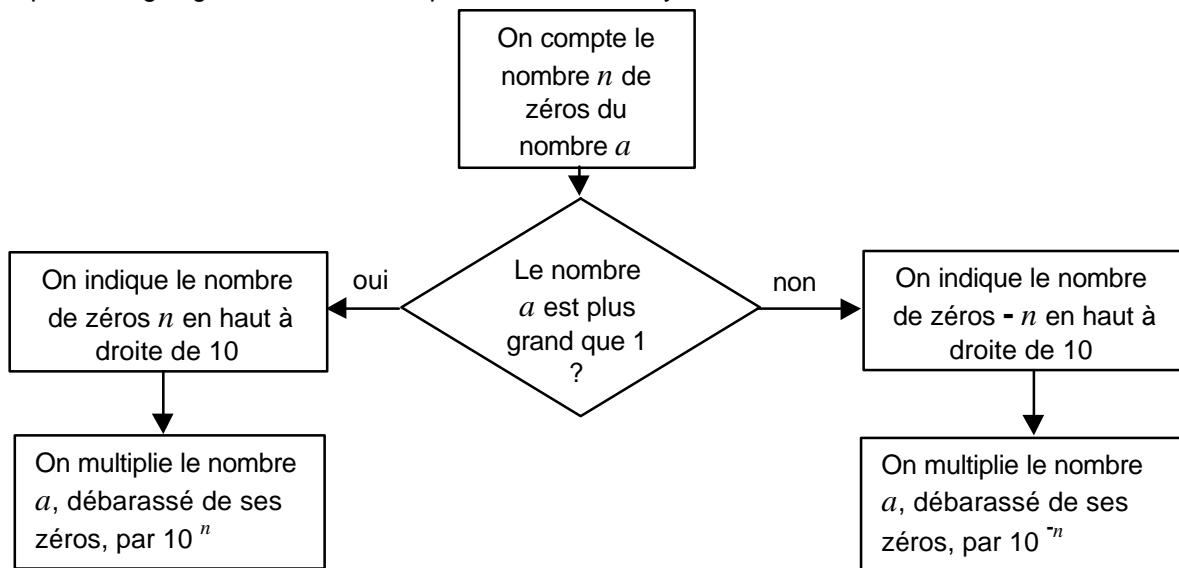 On compte le
nombre n de
zéros du
nombre a
Le nombre
a est plus
grand que 1
?
oui
non
On indique le nombre
de zéros n en haut à
droite de 10
On indique le nombre
de zéros - n en haut à
droite de 10
On multiplie le nombre
a, débarassé de ses
zéros, par 10 ⁿ
On multiplie le nombre
a, débarassé de ses
zéros, par 10 ⁻ⁿ